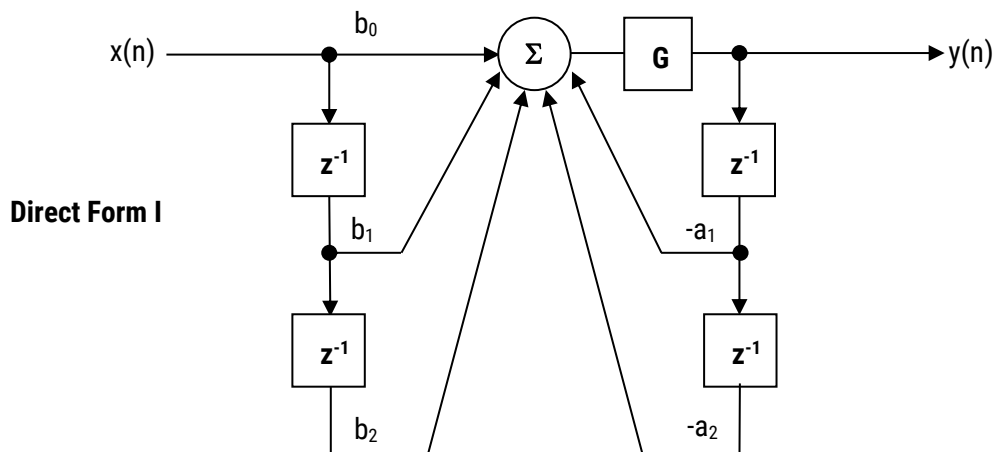 b₀
x(n) Σ G y(n)
z⁻¹ z⁻¹
Direct Form I
b₁ -a₁
z⁻¹ z⁻¹
b₂ -a₂